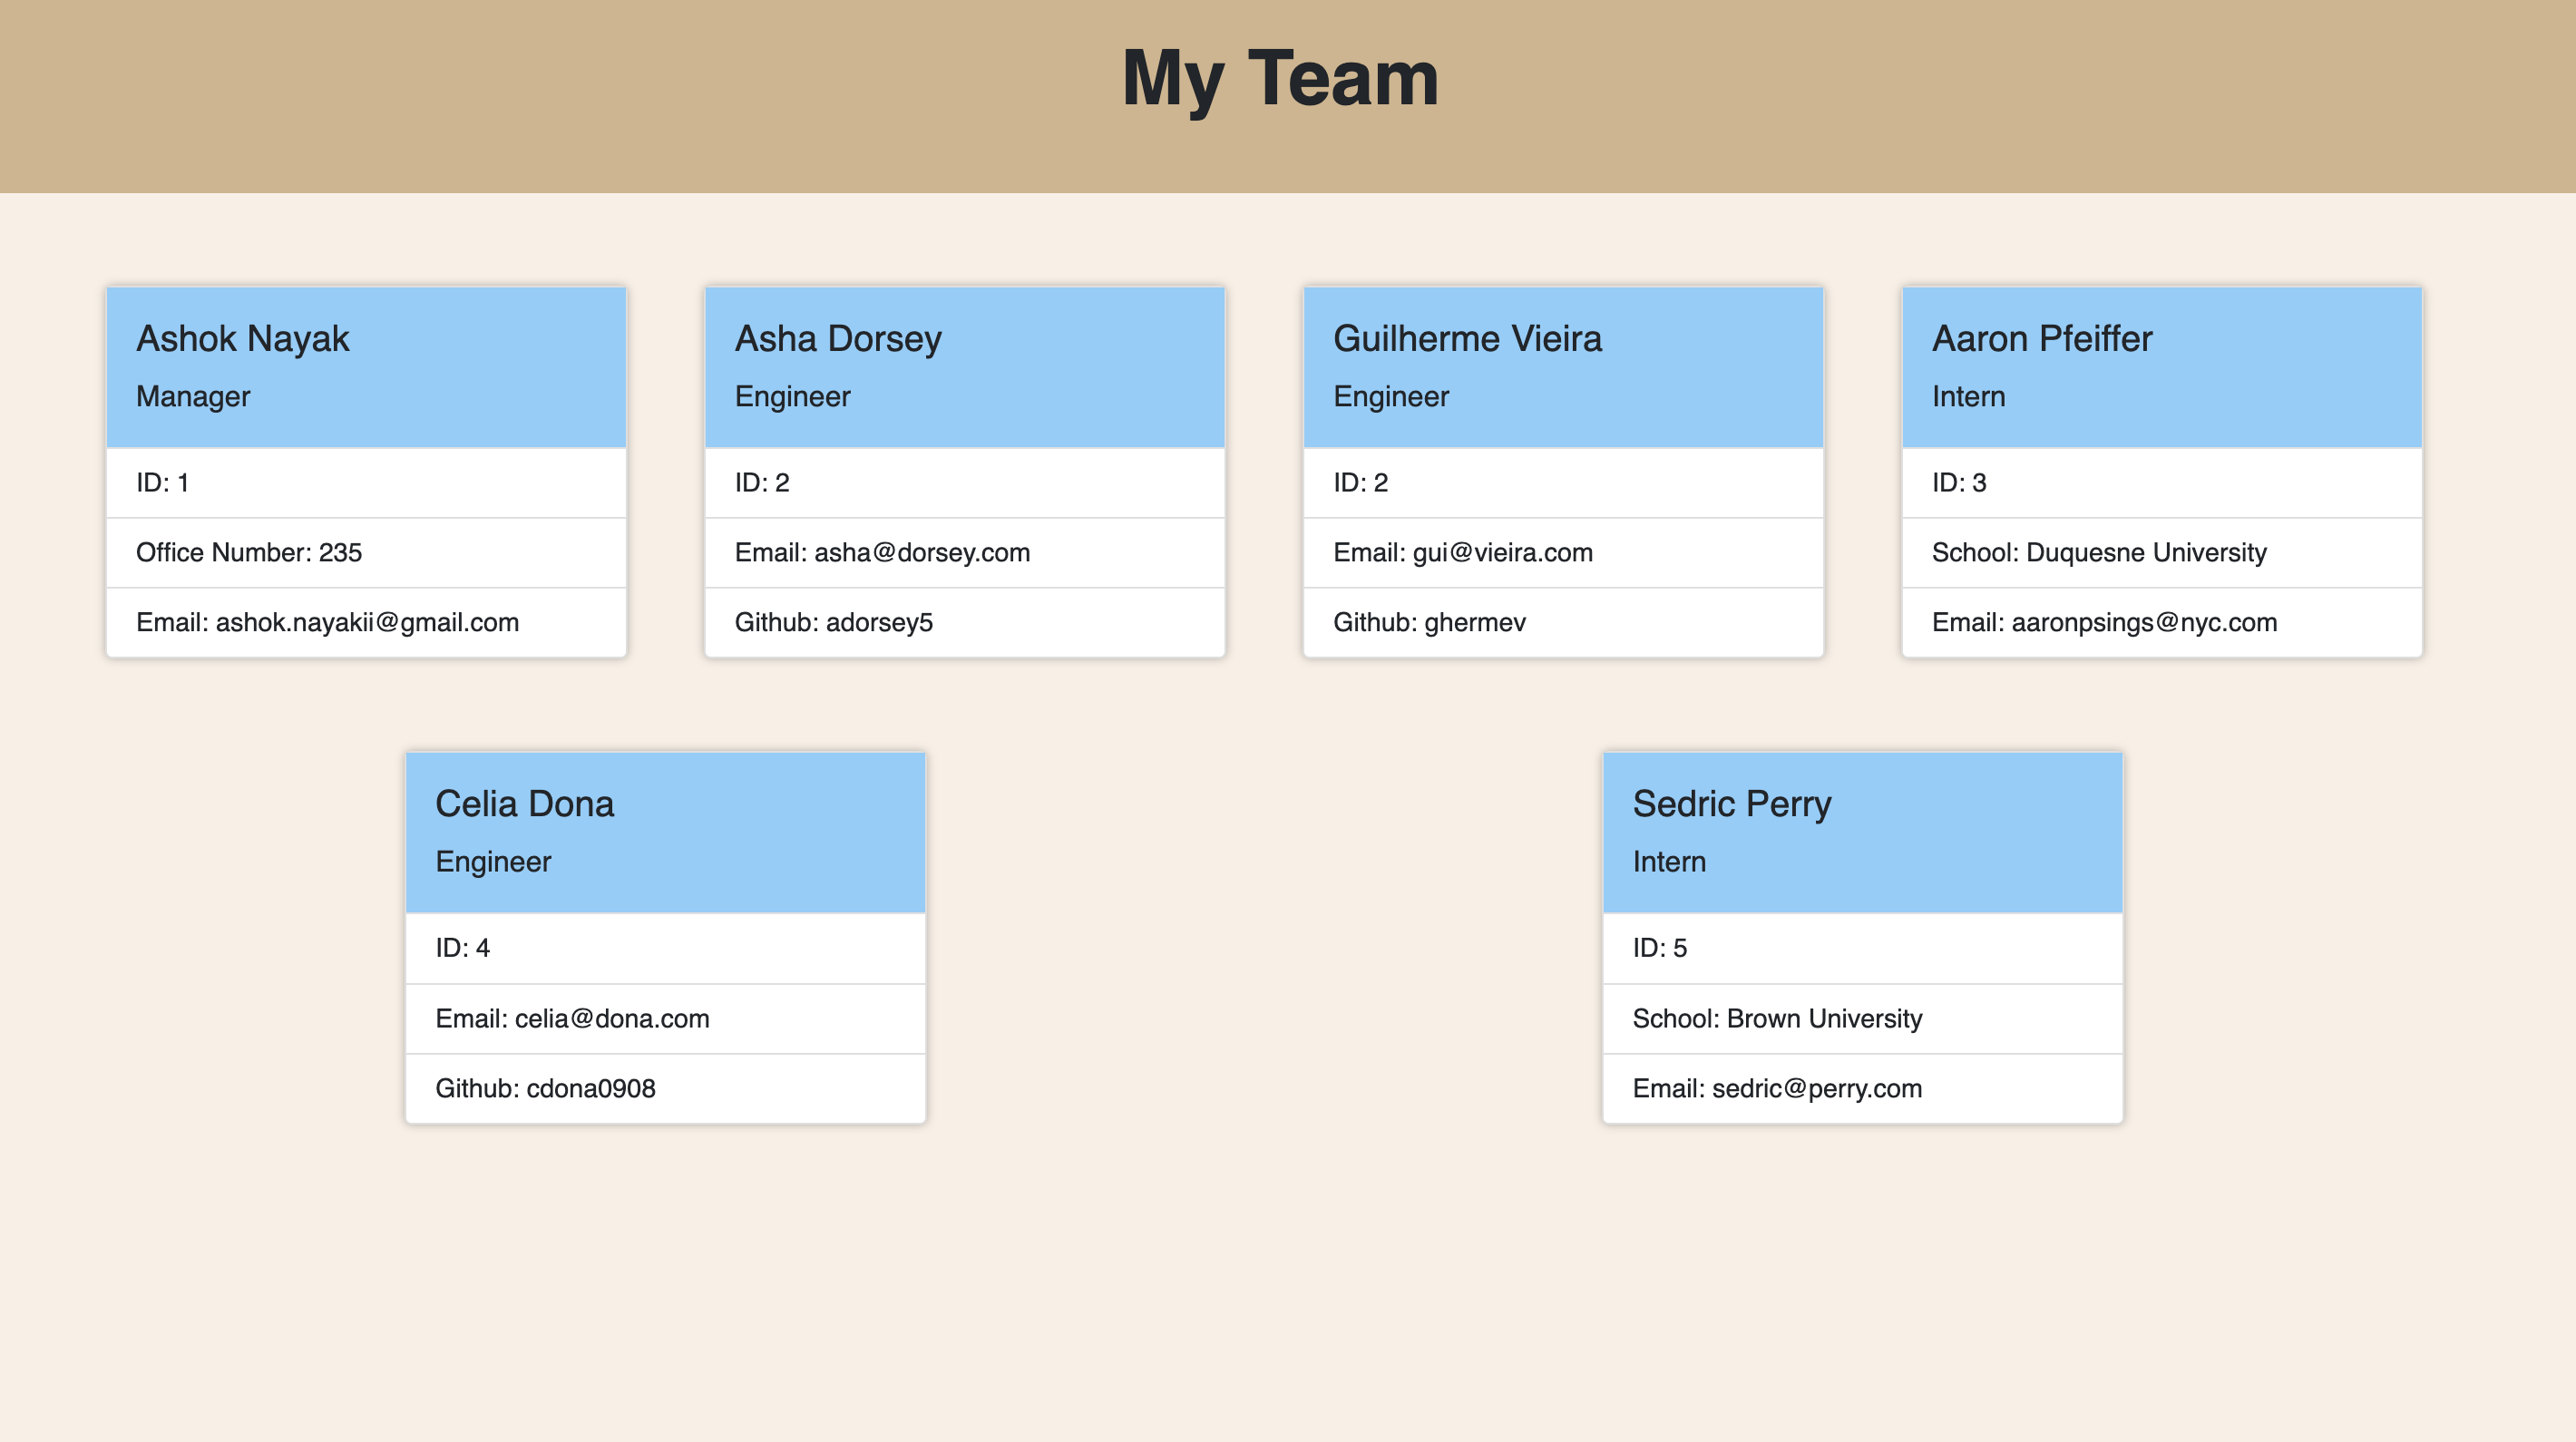 My Team
Ashok Nayak
Manager
ID: 1
Office Number: 235
Email: ashok.nayakii@gmail.com
Asha Dorsey
Engineer
ID: 2
Email: asha@dorsey.com
Github: adorsey5
Guilherme Vieira
Engineer
ID: 2
Email: gui@vieira.com
Github: ghermev
Aaron Pfeiffer
Intern
ID: 3
School: Duquesne University
Email: aaronpsings@nyc.com
Celia Dona
Engineer
ID: 4
Email: celia@dona.com
Github: cdona0908
Sedric Perry
Intern
ID: 5
School: Brown University
Email: sedric@perry.com